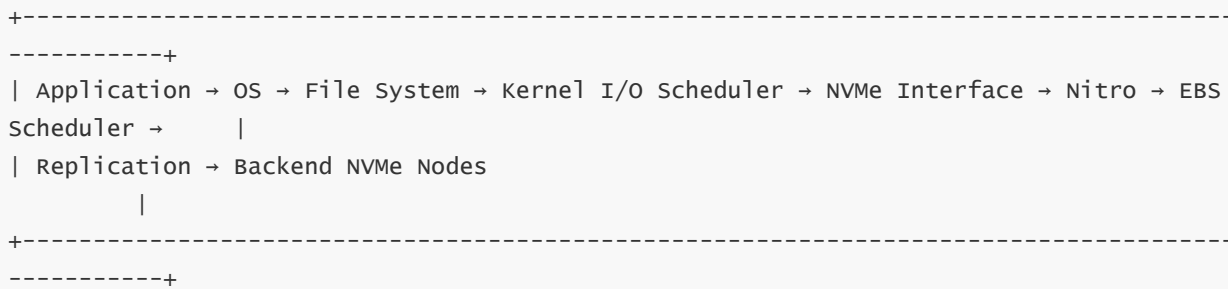 +------------------------------------------------------------------------------------------
-----------+
| Application → OS → File System → Kernel I/O Scheduler → NVMe Interface → Nitro → EBS
Scheduler →     |
| Replication → Backend NVMe Nodes
          |
+------------------------------------------------------------------------------------------
-----------+